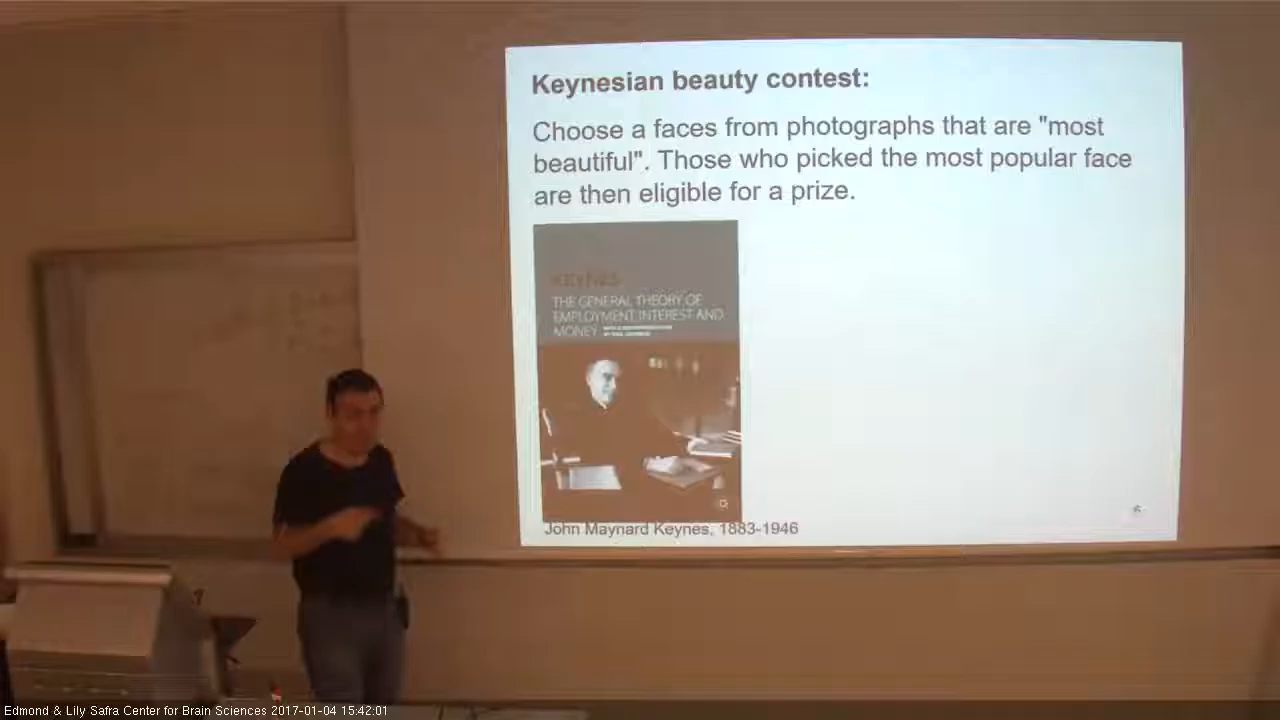 Keynesian beauty contest:
Choose a faces from photographs that are "most
beautiful". Those who picked the most popular face
are then eligible for a prize.
KEYNES
THE GENERAL THEORY OF
EMPLOYMENT INTEREST AND
MONEY
John Maynard Keynes, 1883-1946
6
Edmond & Lily Safra Center for Brain Sciences 2017-01-04 15:42:01